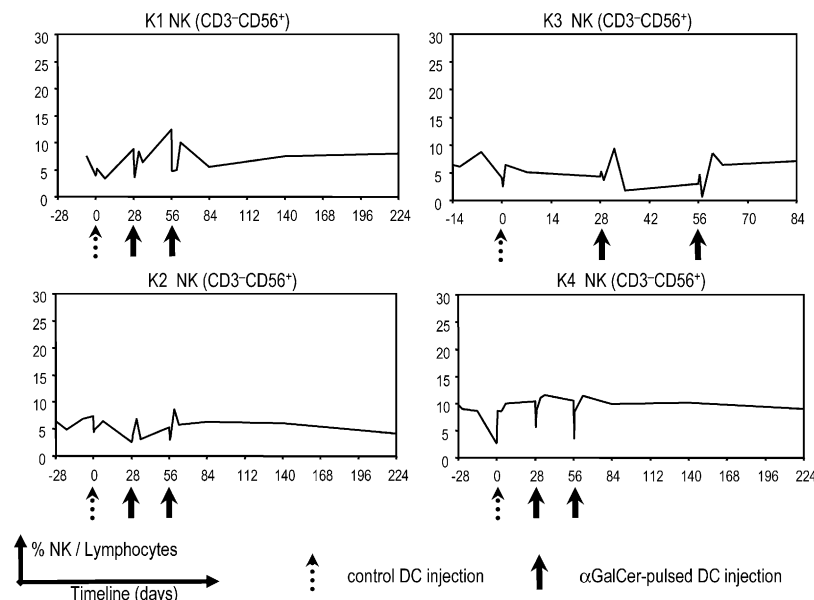 K1 NK (CD3–CD56+)
30
25
20
15
10
5
0
-28 0 28 56 84 112 140 168 196 224
K3 NK (CD3–CD56+)
30
25
20
15
10
5
0
-14 0 14 28 42 56 70 84
K2 NK (CD3–CD56+)
30
25
20
15
10
5
0
-28 0 28 56 84 112 140 168 196 224
K4 NK (CD3–CD56+)
30
25
20
15
10
5
0
-28 0 28 56 84 112 140 168 196 224
% NK / Lymphocytes
Timeline (days)
control DC injection
αGalCer-pulsed DC injection